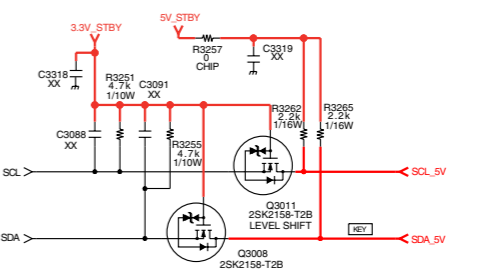 3.3V_STBY
5V_STBY
R3257
0
CHIP
C3319
XX
C3318
XX
R3251
4.7k
1/10W
C3091
XX
R3262
2.2k
1/16W
R3265
2.2k
1/16W
C3088
XX
R3255
4.7k
1/10W
SCL
SCL_5V
Q3011
2SK2158-T2B
LEVEL SHIFT
KEY
SDA
SDA_5V
Q3008
2SK2158-T2B